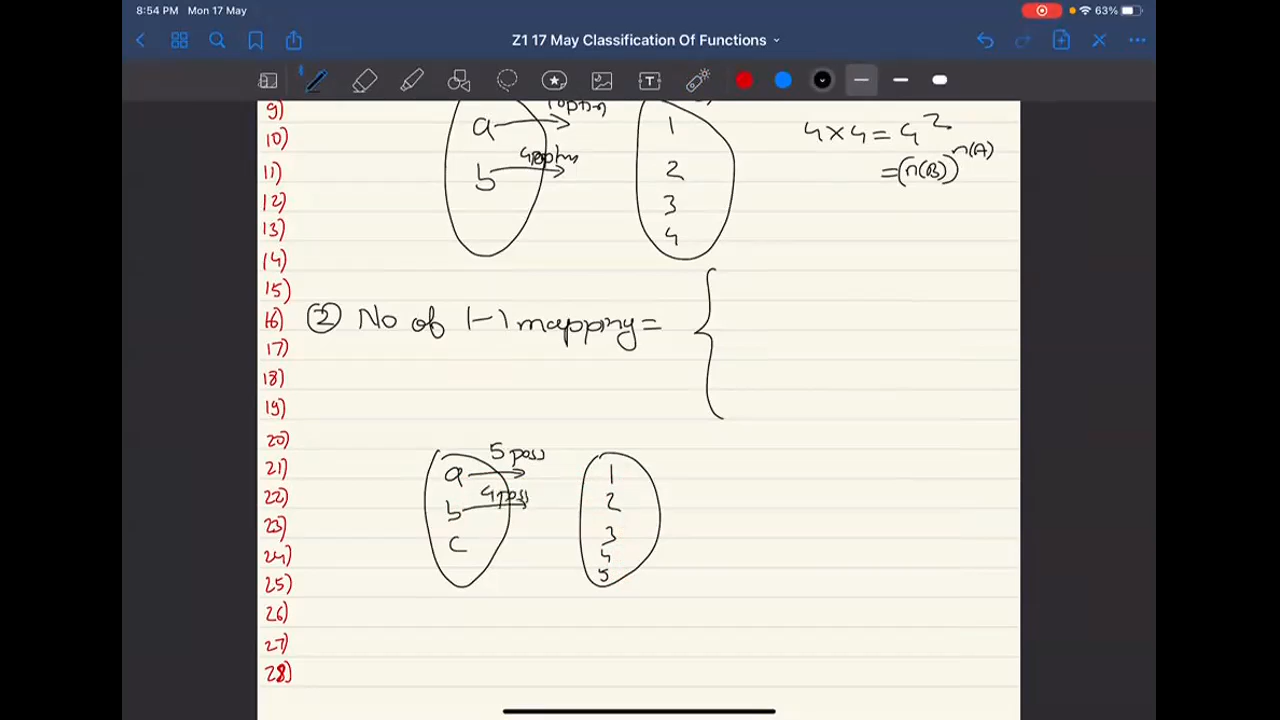 8:54 PM Mon 17 May 63%
Z1 17 May Classification Of Functions
T
9)
10) a 1 4 × 4 = 4²
11) b 2 = (n(B))^n(A)
12) 3
13) 4
14)
15)
16) ② No of 1-1 mapping = {
17)
18)
19)
20) 5 poss
21) a 1
22) b 4 poss 2
23) c 3
24) 4
25) 5
26)
27)
28)